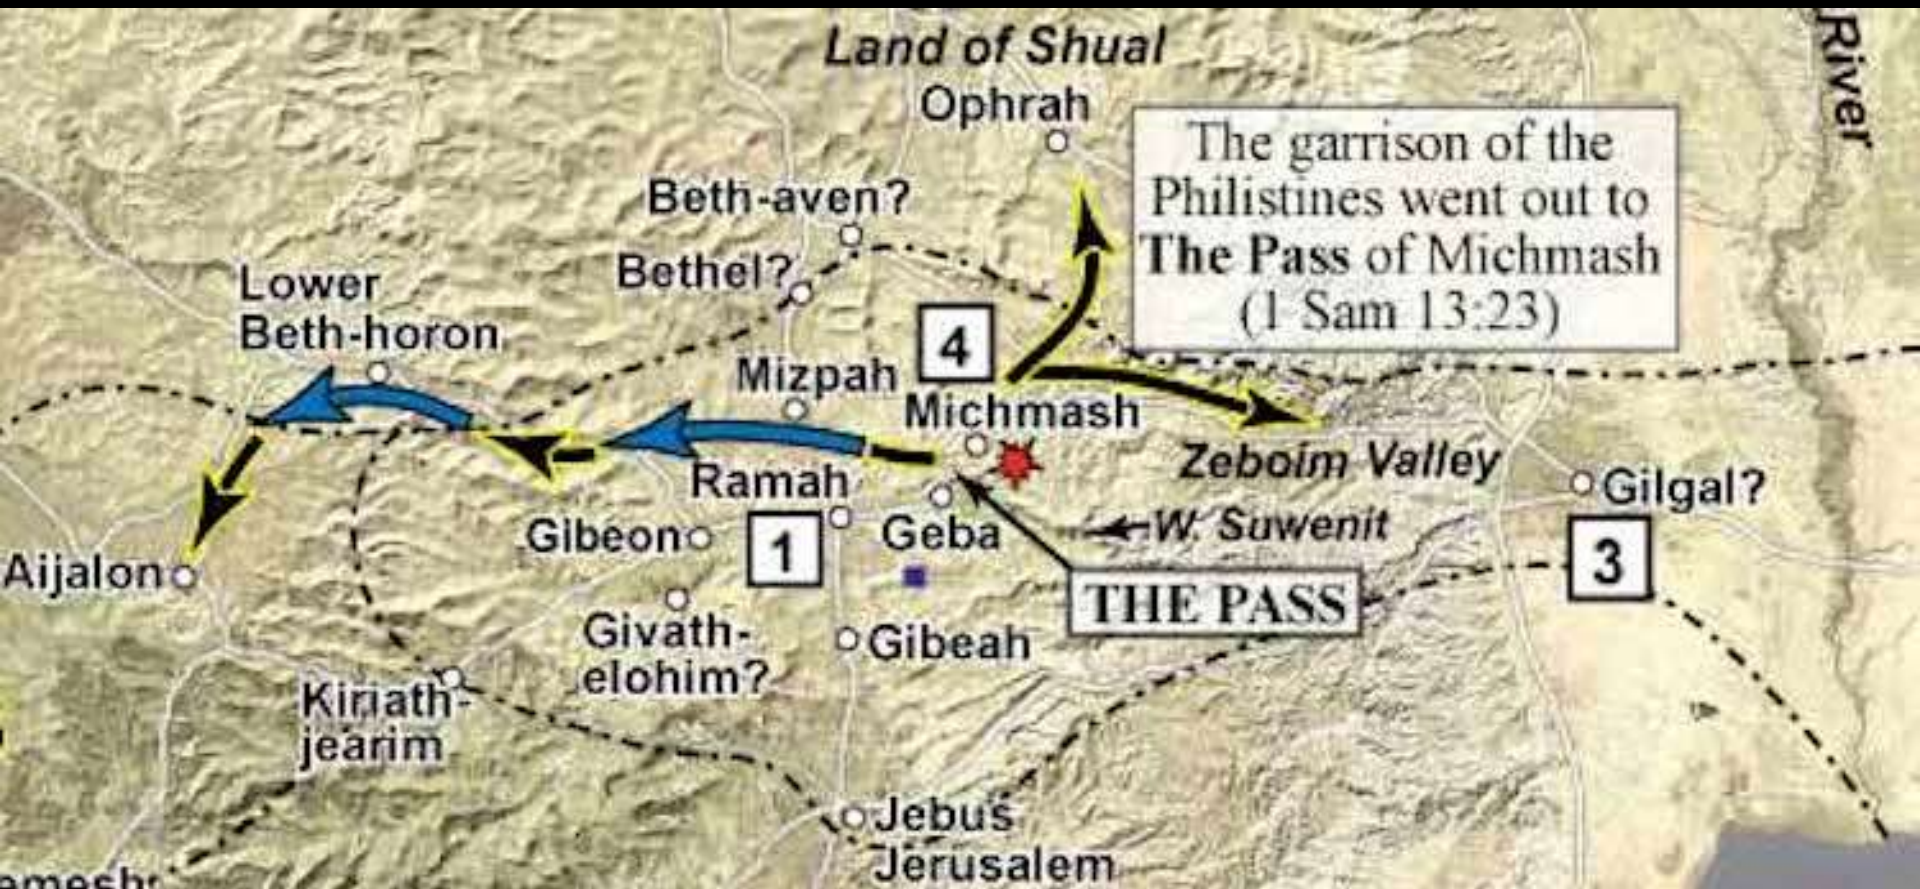 Land of Shual
Ophrah
River
The garrison of the
Philistines went out to
The Pass of Michmash
(1 Sam 13:23)
Beth-aven?
Bethel?
Lower
Beth-horon
4
Mizpah
Michmash
Zeboim Valley
Ramah
Gilgal?
Gibeon
1
Geba
W. Suwenit
3
Aijalon
THE PASS
Givath-
elohim?
Gibeah
Kiriath-
jearim
Jebus
Jerusalem
emesh